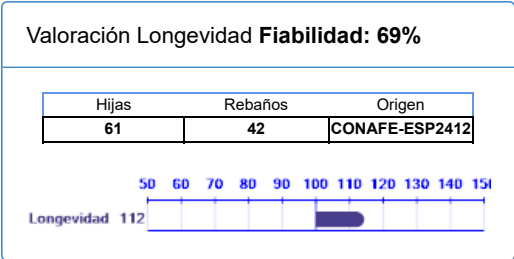 Valoración Longevidad Fiabilidad: 69%
Hijas Rebaños Origen
61 42 CONAFE-ESP2412
50 60 70 80 90 100 110 120 130 140 15
Longevidad 112